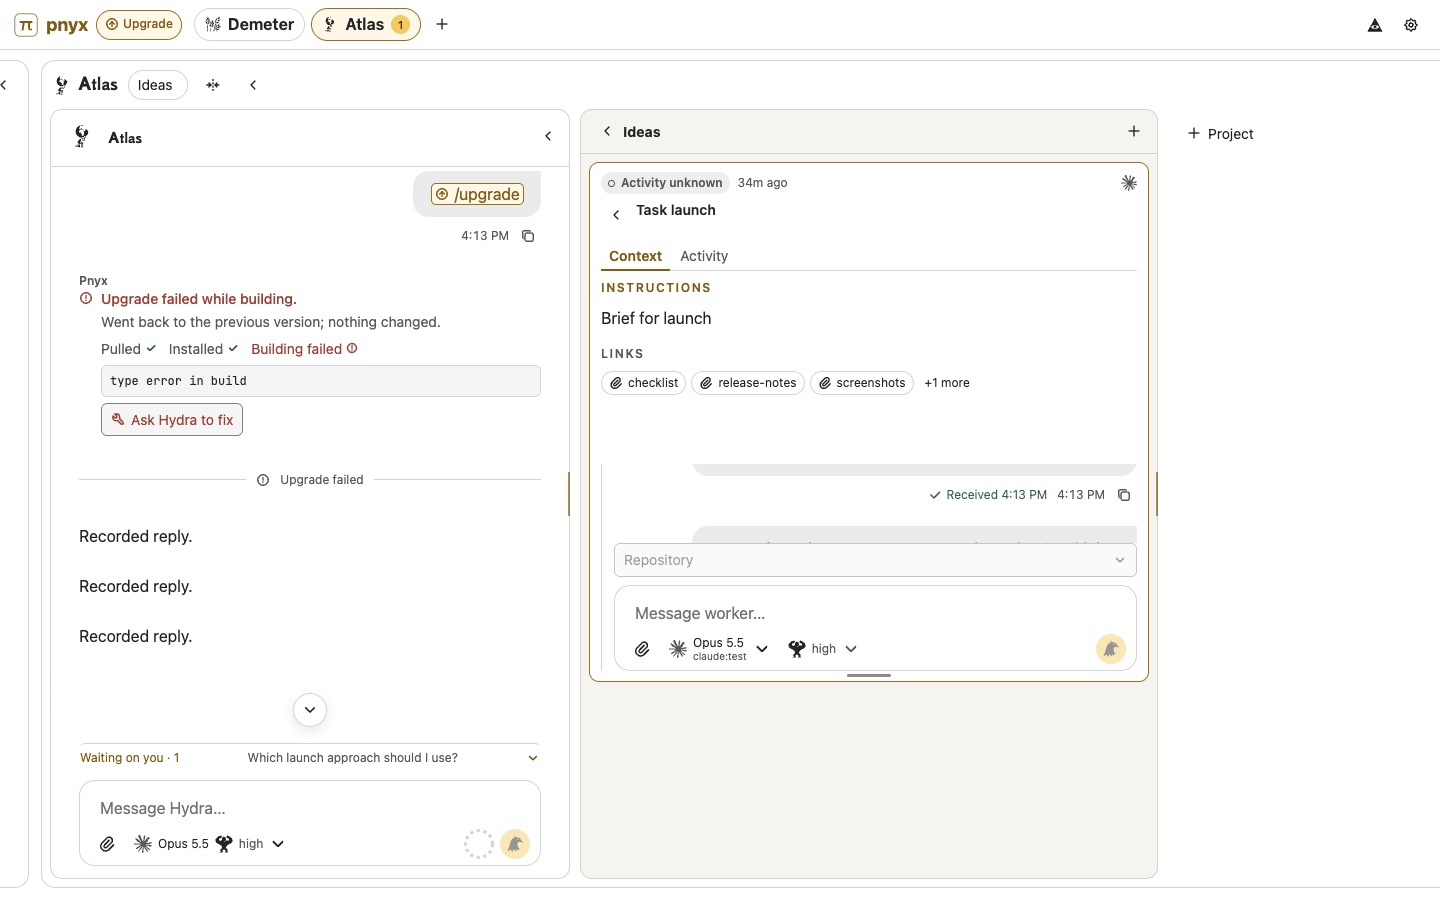 π pnyx
Upgrade
Demeter
Atlas 1
Atlas
Ideas
Atlas
/upgrade
4:13 PM
Pnyx
Upgrade failed while building.
Went back to the previous version; nothing changed.
Pulled
Installed
Building failed
type error in build
Ask Hydra to fix
Upgrade failed
Recorded reply.
Recorded reply.
Recorded reply.
Waiting on you · 1
Which launch approach should I use?
Message Hydra...
Opus 5.5
high
Ideas
Activity unknown
34m ago
Task launch
Context
Activity
INSTRUCTIONS
Brief for launch
LINKS
checklist
release-notes
screenshots
+1 more
Received 4:13 PM
4:13 PM
Repository
Message worker...
Opus 5.5
claude:test
high
Project